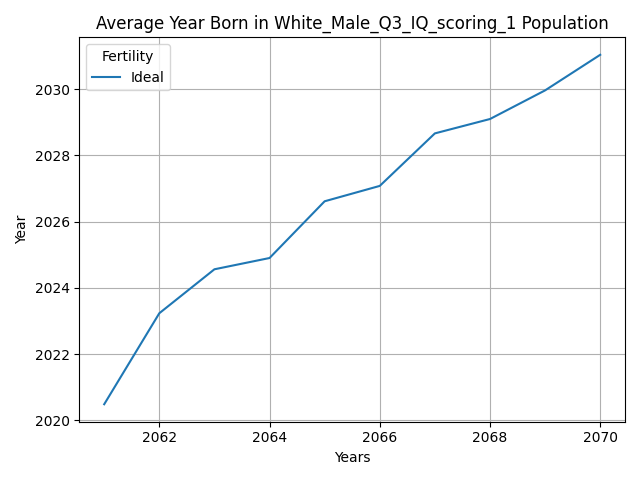 Average Year Born in White_Male_Q3_IQ_scoring_1 Population
Fertility
Ideal
2030
2028
2026
2024
2022
2020
Year
2062 2064 2066 2068 2070
Years